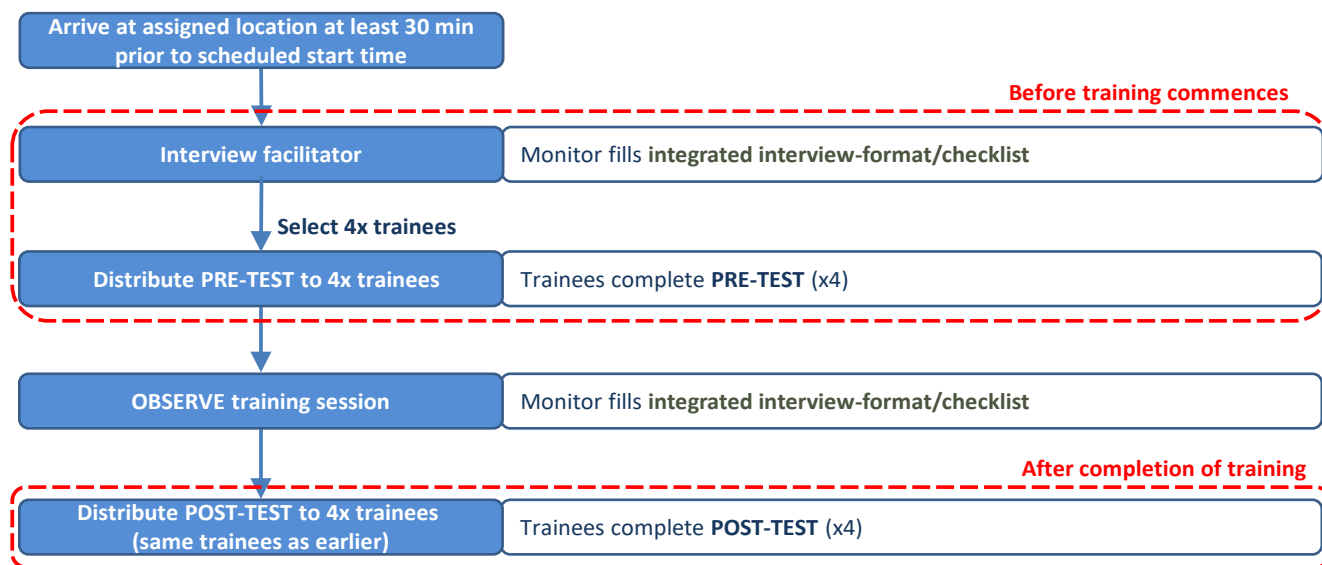 Arrive at assigned location at least 30 min
prior to scheduled start time
Before training commences
Interview facilitator
Monitor fills integrated interview-format/checklist
Select 4x trainees
Distribute PRE-TEST to 4x trainees
Trainees complete PRE-TEST (x4)
OBSERVE training session
Monitor fills integrated interview-format/checklist
After completion of training
Distribute POST-TEST to 4x trainees
(same trainees as earlier)
Trainees complete POST-TEST (x4)